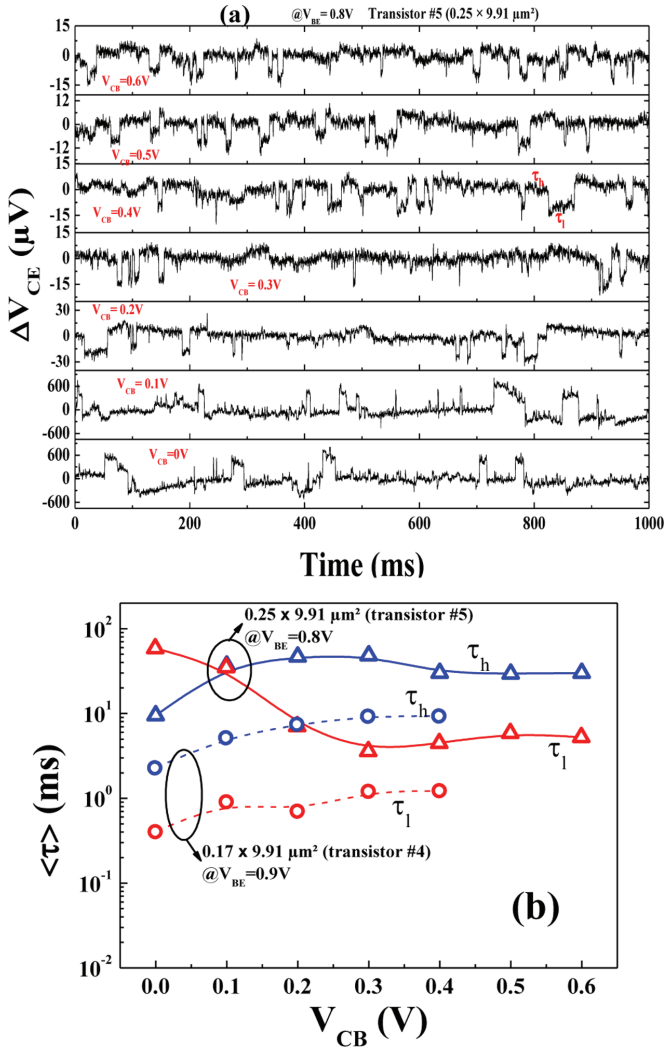 (a) @V_BE = 0.8V Transistor #5 (0.25 × 9.91 µm²)
15
0
-15
V_CB=0.6V
12
0
-12
V_CB=0.5V
15
0
-15
V_CB=0.4V
τ_h
τ_l
15
0
-15
V_CB=0.3V
30
0
-30
V_CB=0.2V
600
0
-600
V_CB= 0.1V
600
0
-600
V_CB=0V
ΔV_CE (µV)
0 200 400 600 800 1000
Time (ms)
0.25 x 9.91 µm² (transistor #5)
@V_BE=0.8V
τ_h
τ_h
τ_l
τ_l
0.17 x 9.91 µm² (transistor #4)
@V_BE=0.9V
(b)
10²
10¹
10⁰
10⁻¹
10⁻²
<τ> (ms)
0.0 0.1 0.2 0.3 0.4 0.5 0.6
V_CB (V)